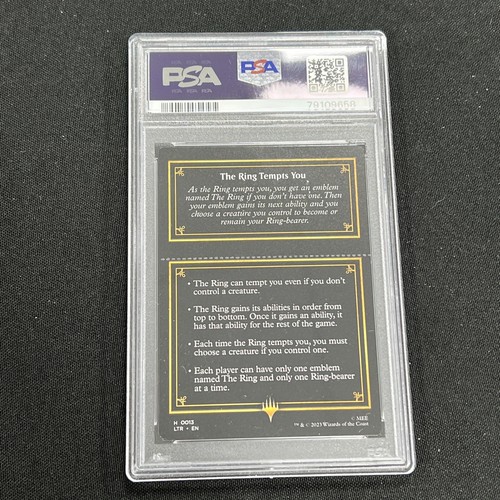 PSA
PSA
79109658
The Ring Tempts You
As the Ring tempts you, you get an emblem
named The Ring if you don't have one. Then
your emblem gains its next ability and you
choose a creature you control to become or
remain your Ring-bearer.
• The Ring can tempt you even if you don't
control a creature.
• The Ring gains its abilities in order from
top to bottom. Once it gains an ability, it
has that ability for the rest of the game.
• Each time the Ring tempts you, you must
choose a creature if you control one.
• Each player can have only one emblem
named The Ring and only one Ring-bearer
at a time.
H 0013
LTR • EN
© MEE
™ & © 2023 Wizards of the Coast
PSA